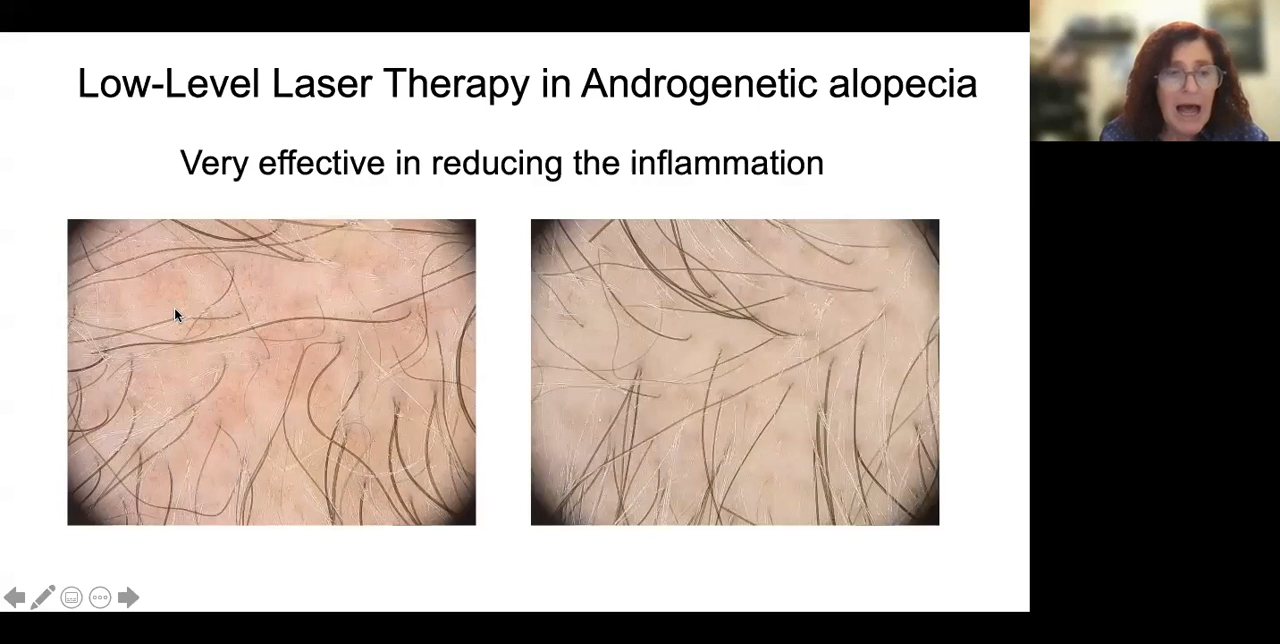 Low-Level Laser Therapy in Androgenetic alopecia
Very effective in reducing the inflammation